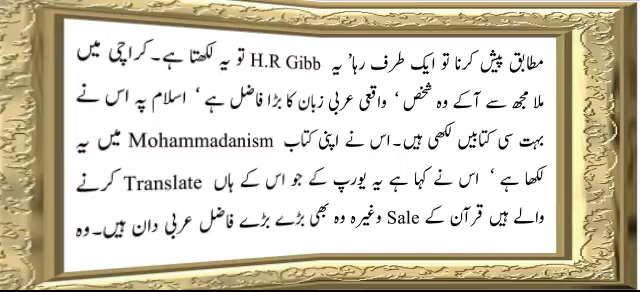 مطابق پیش کرنا تو ایک طرف رہا’ یہ H.R Gibb تو یہ لکھتا ہے۔کراچی میں
ملا مجھ سے آکے وہ شخص ‘ واقعی عربی زبان کا بڑا فاضل ہے ‘ اسلام پہ اس نے
بہت سی کتابیں لکھی ہیں۔اس نے اپنی کتاب Mohammadanism میں یہ
لکھا ہے ‘ اس نے کہا ہے یہ یورپ کے جو اس کے ہاں Translate کرنے
والے ہیں قرآن کے Sale وغیرہ وہ بھی بڑے بڑے فاضل عربی دان ہیں۔وہ